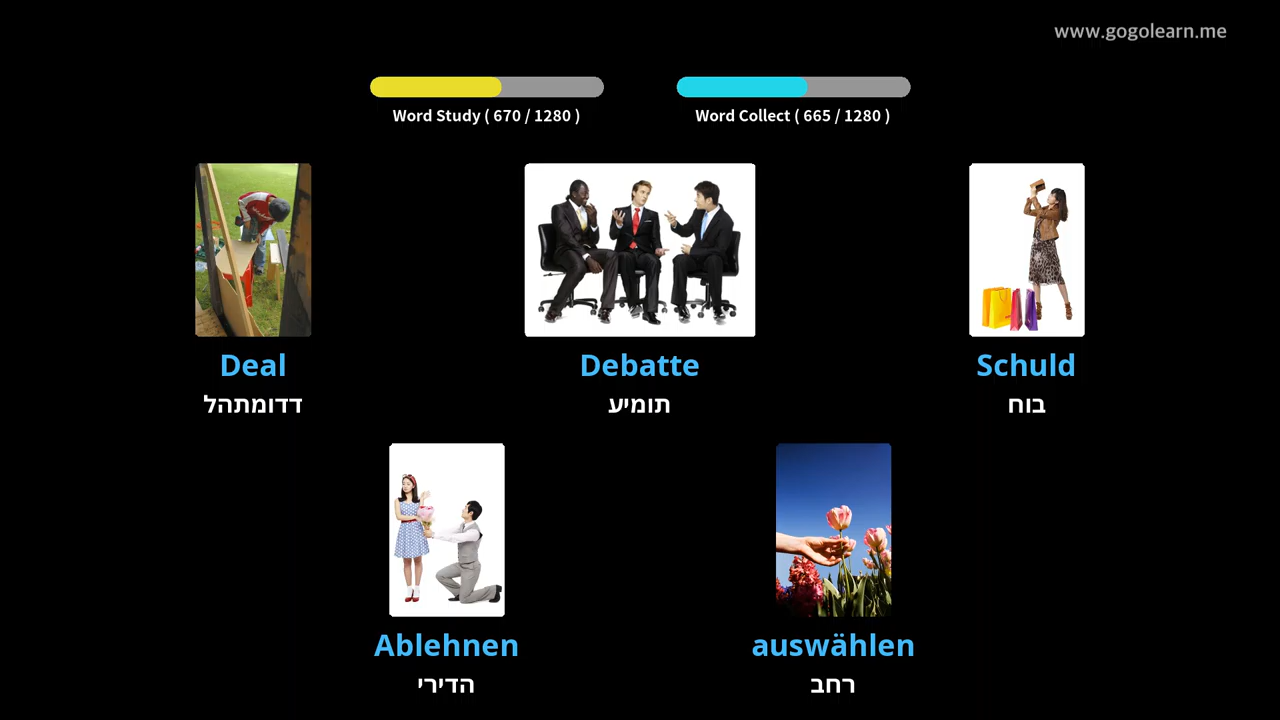 www.gogolearn.me
Word Study ( 670 / 1280 )
Word Collect ( 665 / 1280 )
Deal
דדומתהל
Debatte
תומיע
Schuld
בוח
Ablehnen
הדירי
auswählen
רחב